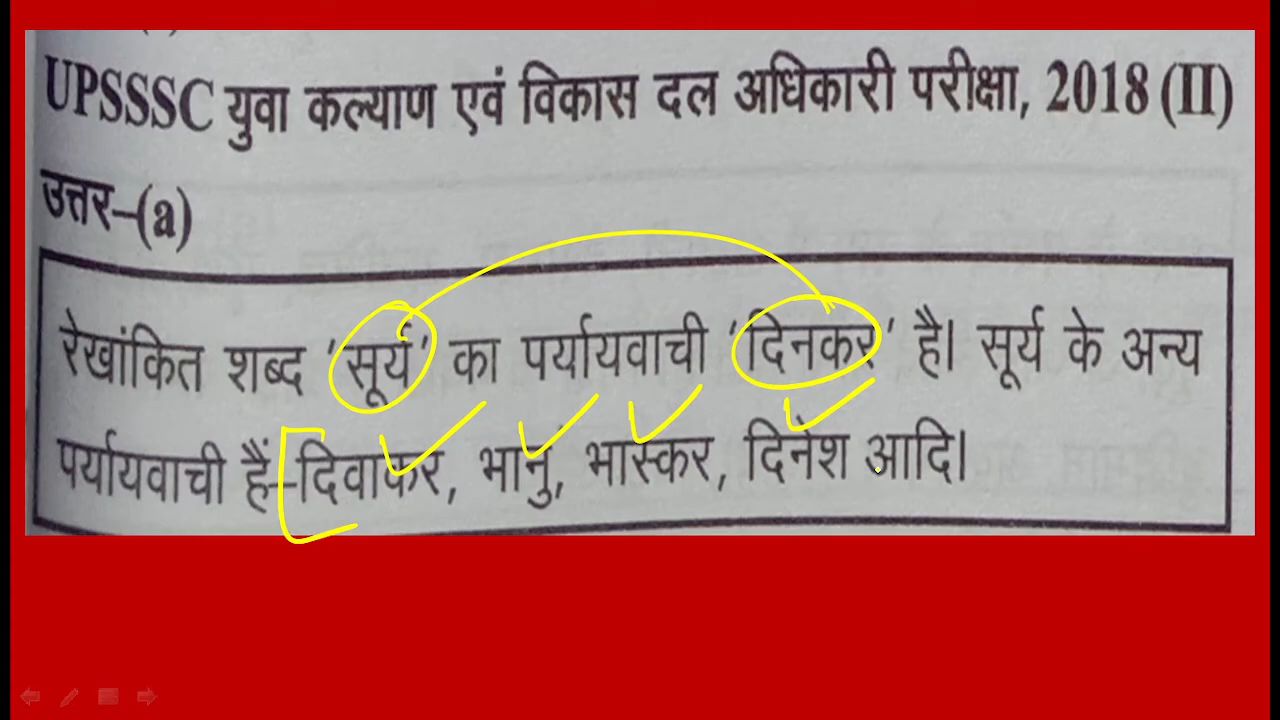 UPSSSC युवा कल्याण एवं विकास दल अधिकारी परीक्षा, 2018 (II)
उत्तर–(a)
रेखांकित शब्द 'सूर्य' का पर्यायवाची 'दिनकर' है। सूर्य के अन्य
पर्यायवाची हैं–दिवाकर, भानु, भास्कर, दिनेश आदि।